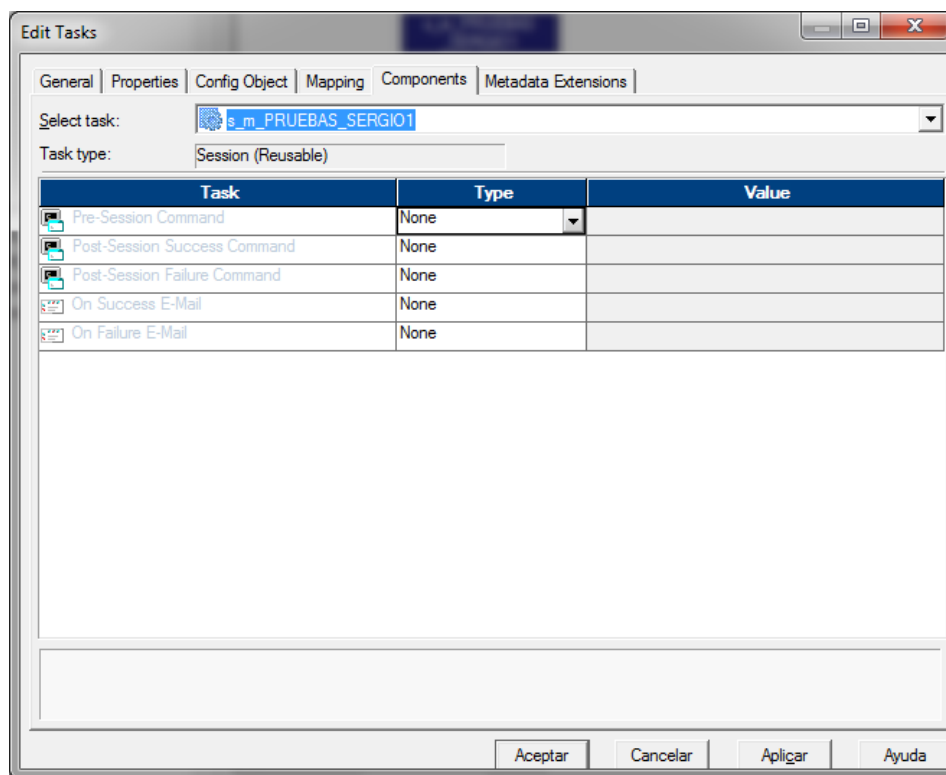 Edit Tasks
General Properties Config Object Mapping Components Metadata Extensions
Select task: s_m_PRUEBAS_SERGIO1
Task type: Session (Reusable)
Task Type Value
Pre-Session Command None
Post-Session Success Command None
Post-Session Failure Command None
On Success E-Mail None
On Failure E-Mail None
Aceptar Cancelar Aplicar Ayuda